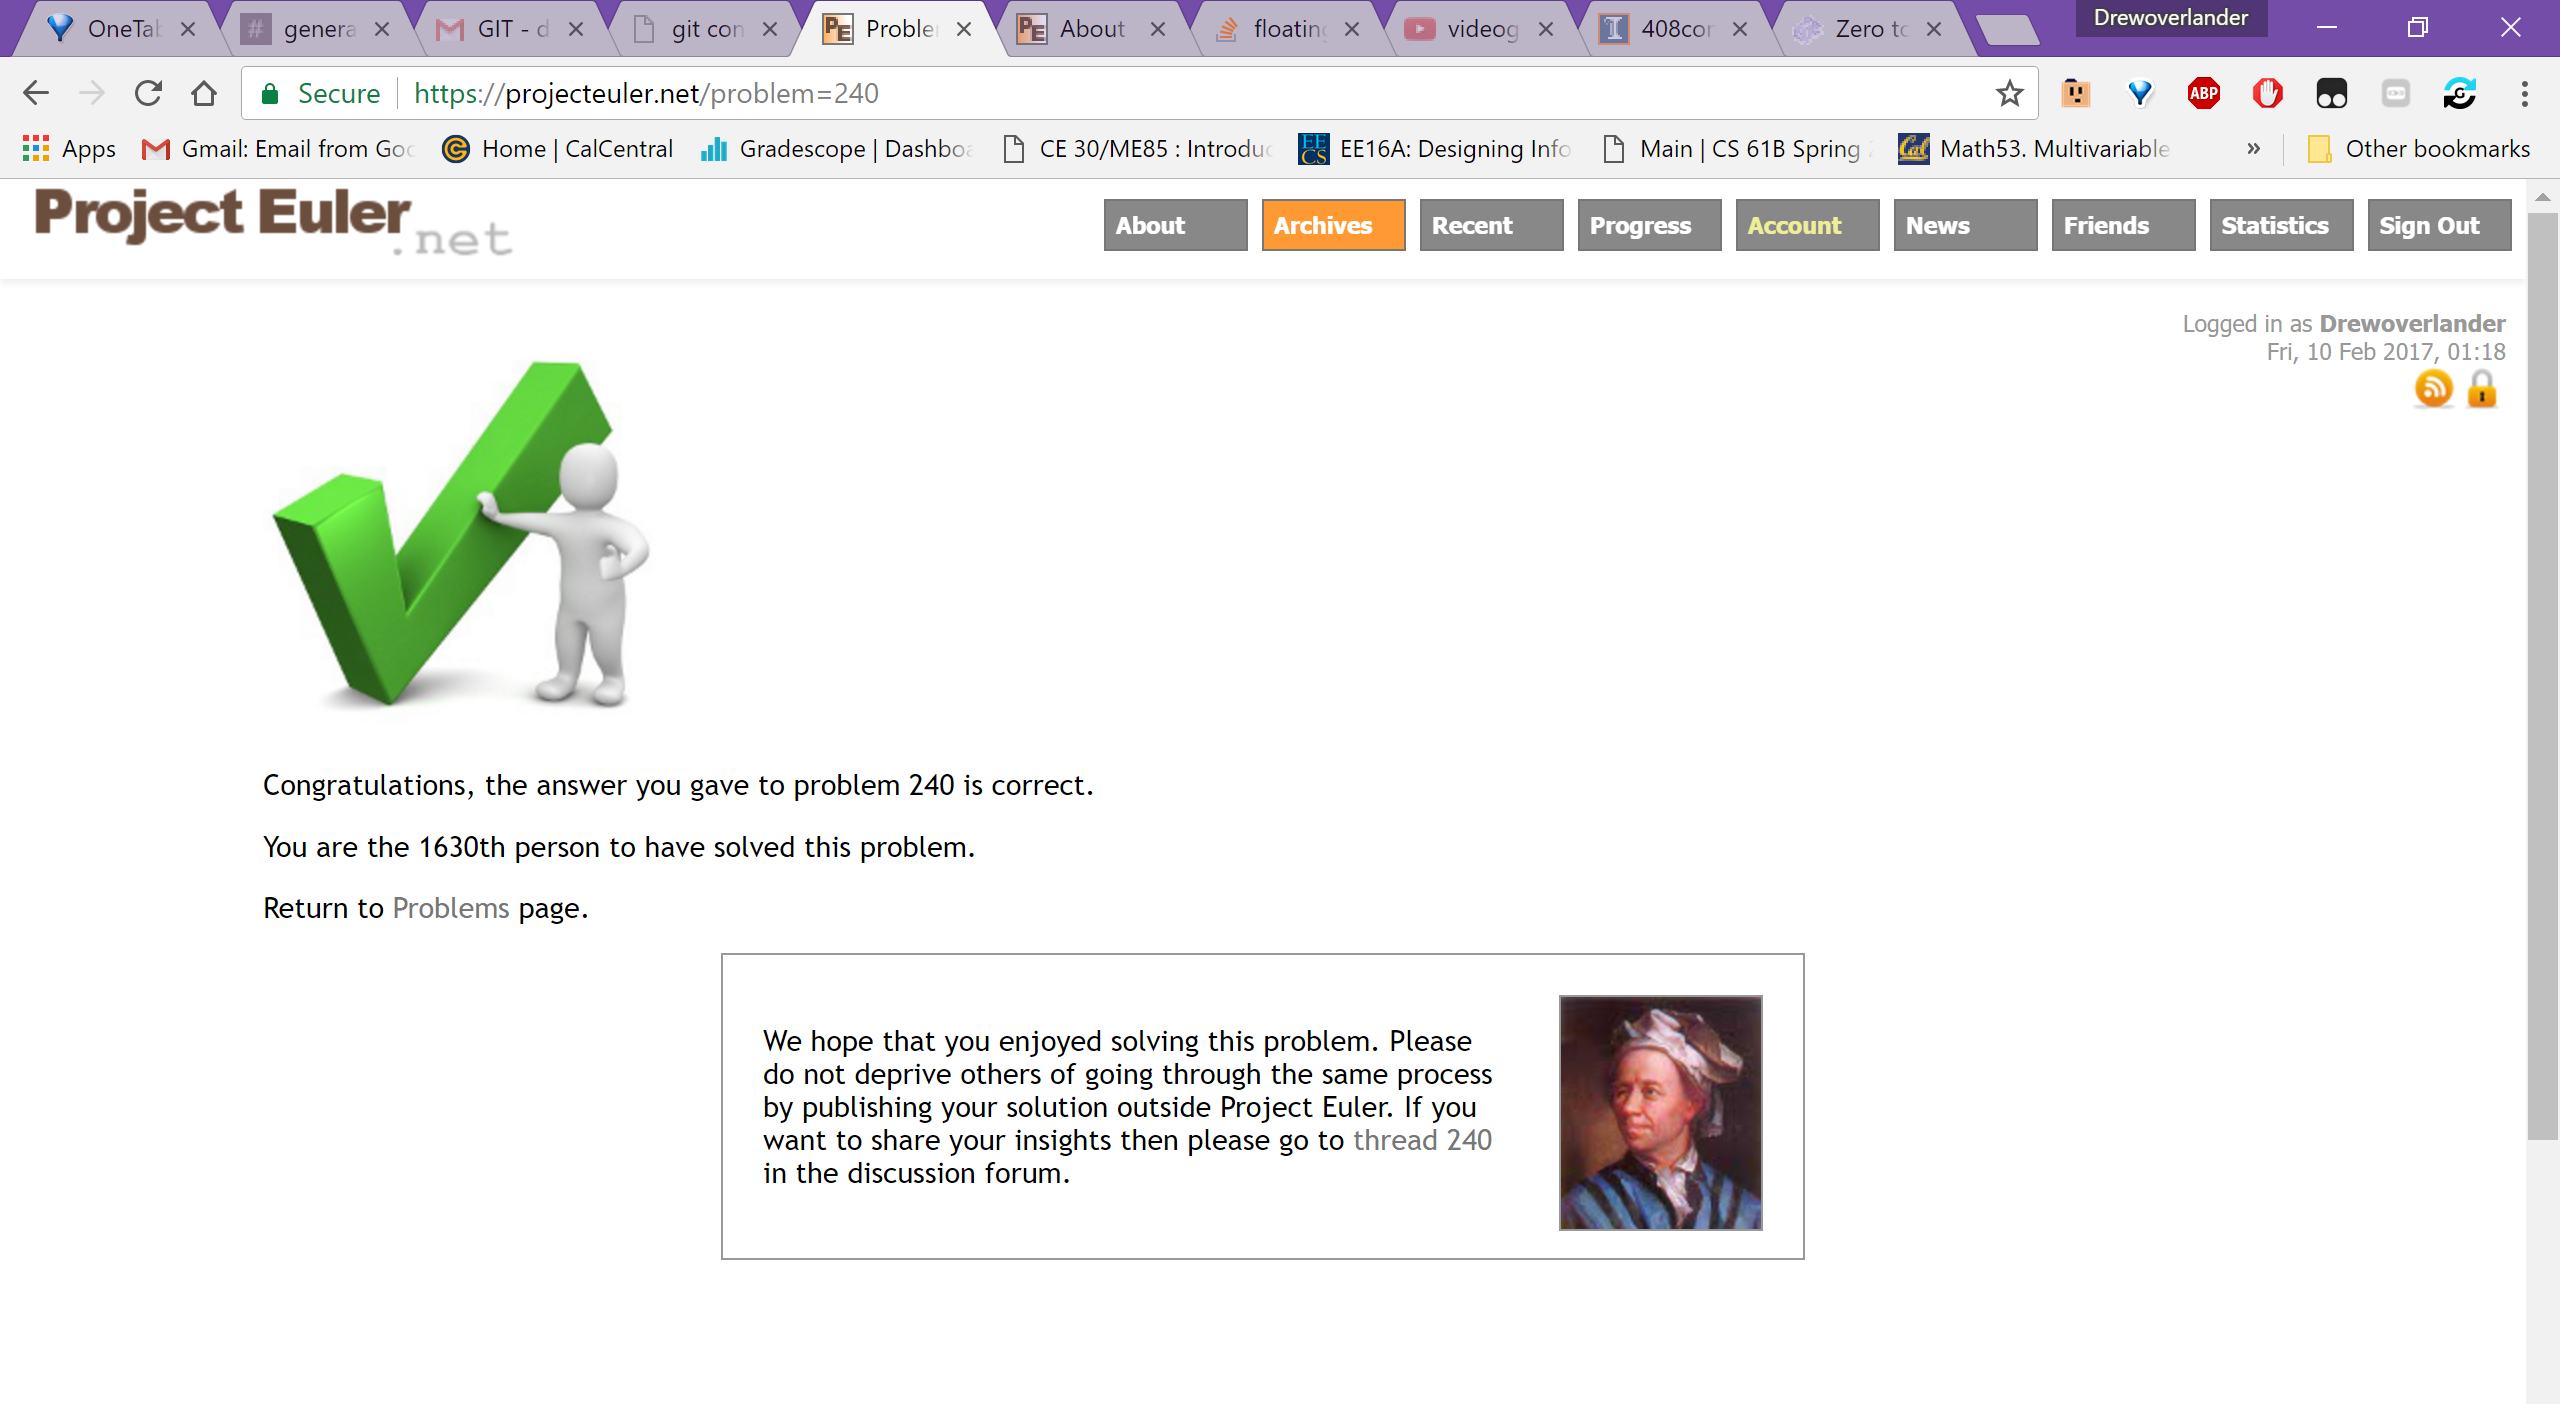 OneTab
genera
GIT - d
git con
Problem
About
floating
videog
408cor
Zero to
Drewoverlander
Secure https://projecteuler.net/problem=240
ABP
Apps Gmail: Email from Goo Home | CalCentral Gradescope | Dashboa CE 30/ME85 : Introduc EE16A: Designing Info Main | CS 61B Spring Math53. Multivariable » Other bookmarks
Project Euler.net
About Archives Recent Progress Account News Friends Statistics Sign Out
Logged in as Drewoverlander
Fri, 10 Feb 2017, 01:18
Congratulations, the answer you gave to problem 240 is correct.
You are the 1630th person to have solved this problem.
Return to Problems page.
We hope that you enjoyed solving this problem. Please
do not deprive others of going through the same process
by publishing your solution outside Project Euler. If you
want to share your insights then please go to thread 240
in the discussion forum.